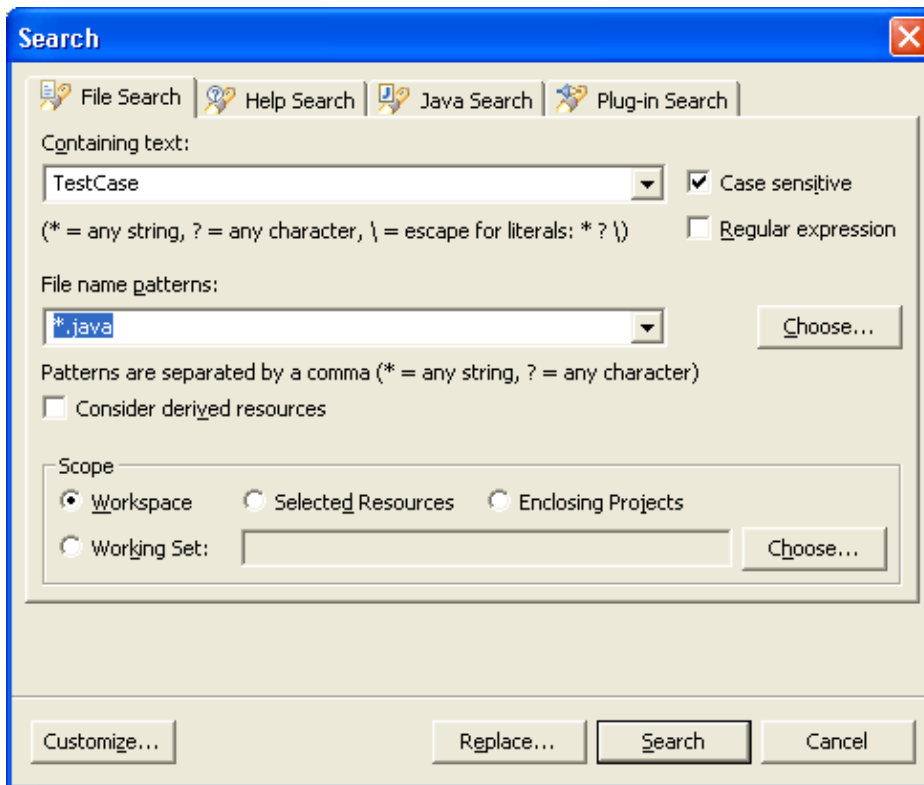 Search
File Search Help Search Java Search Plug-in Search
Containing text:
TestCase Case sensitive
(* = any string, ? = any character, \ = escape for literals: * ? \) Regular expression
File name patterns:
*.java Choose...
Patterns are separated by a comma (* = any string, ? = any character)
Consider derived resources
Scope
Workspace Selected Resources Enclosing Projects
Working Set: Choose...
Customize... Replace... Search Cancel